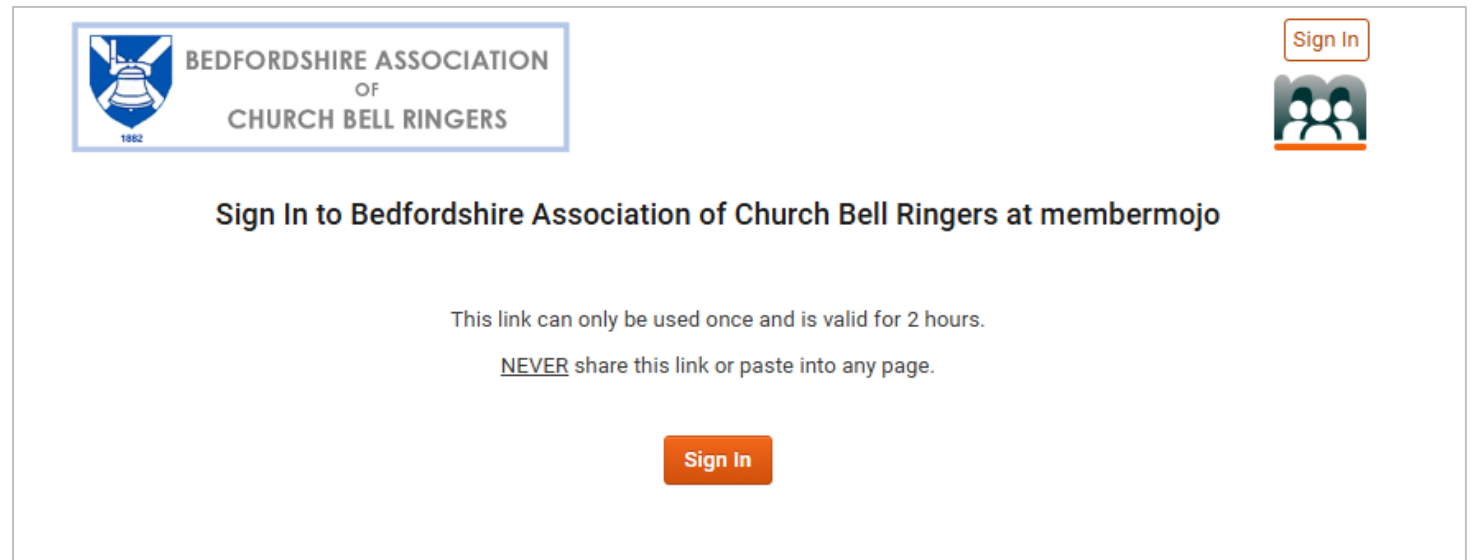 BEDFORDSHIRE ASSOCIATION
OF
CHURCH BELL RINGERS
1882
Sign In
Sign In to Bedfordshire Association of Church Bell Ringers at membermojo
This link can only be used once and is valid for 2 hours.
NEVER share this link or paste into any page.
Sign In